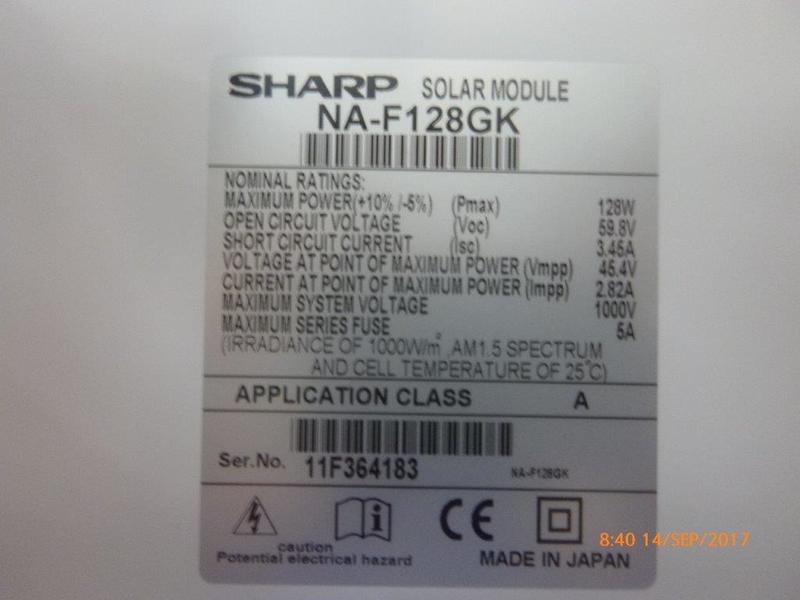 SHARP SOLAR MODULE
NA-F128GK
NOMINAL RATINGS:
MAXIMUM POWER(+10% /-5%) (Pmax) 128W
OPEN CIRCUIT VOLTAGE (Voc) 59.8V
SHORT CIRCUIT CURRENT (Isc) 3.45A
VOLTAGE AT POINT OF MAXIMUM POWER (Vmpp) 45.4V
CURRENT AT POINT OF MAXIMUM POWER (Impp) 2.82A
MAXIMUM SYSTEM VOLTAGE 1000V
MAXIMUM SERIES FUSE 5A
(IRRADIANCE OF 1000W/m², AM1.5 SPECTRUM
AND CELL TEMPERATURE OF 25°C)
APPLICATION CLASS A
Ser.No. 11F364183 NA-F128GK
i CE
caution
Potential electrical hazard MADE IN JAPAN
8:40 14/SEP/2017